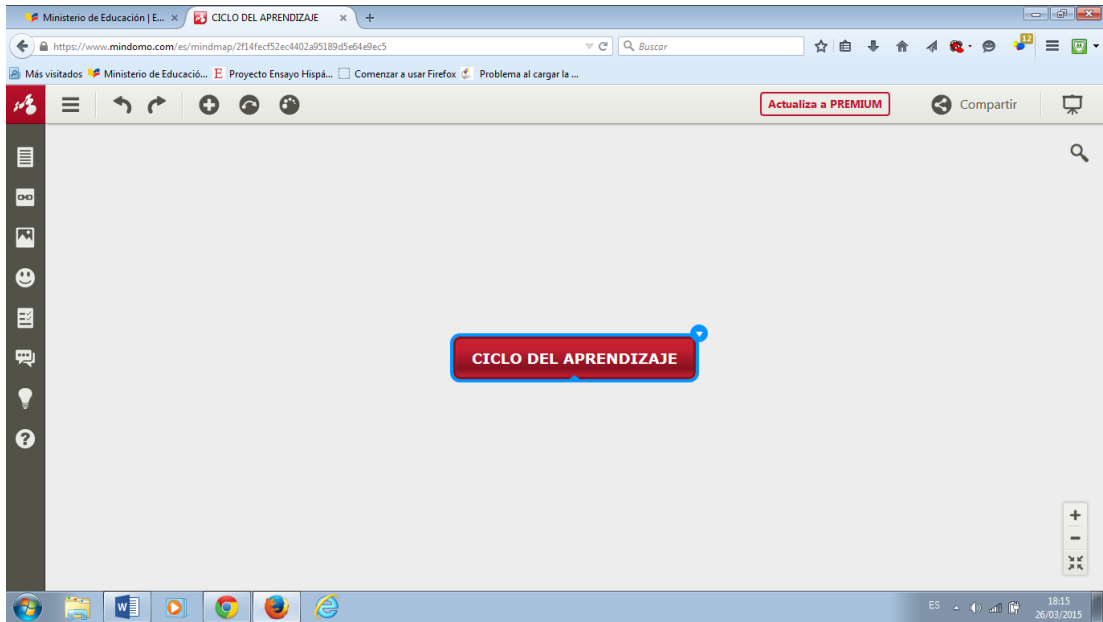 Ministerio de Educación | E... ×
CICLO DEL APRENDIZAJE ×
https://www.mindomo.com/es/mindmap/2f14fecf52ec4402a95189d5e64e9ec5
Buscar
12
Más visitados
Ministerio de Educació...
E Proyecto Ensayo Hispá...
Comenzar a usar Firefox
Problema al cargar la ...
Actualiza a PREMIUM
Compartir
CICLO DEL APRENDIZAJE
ES
18:15
26/03/2015